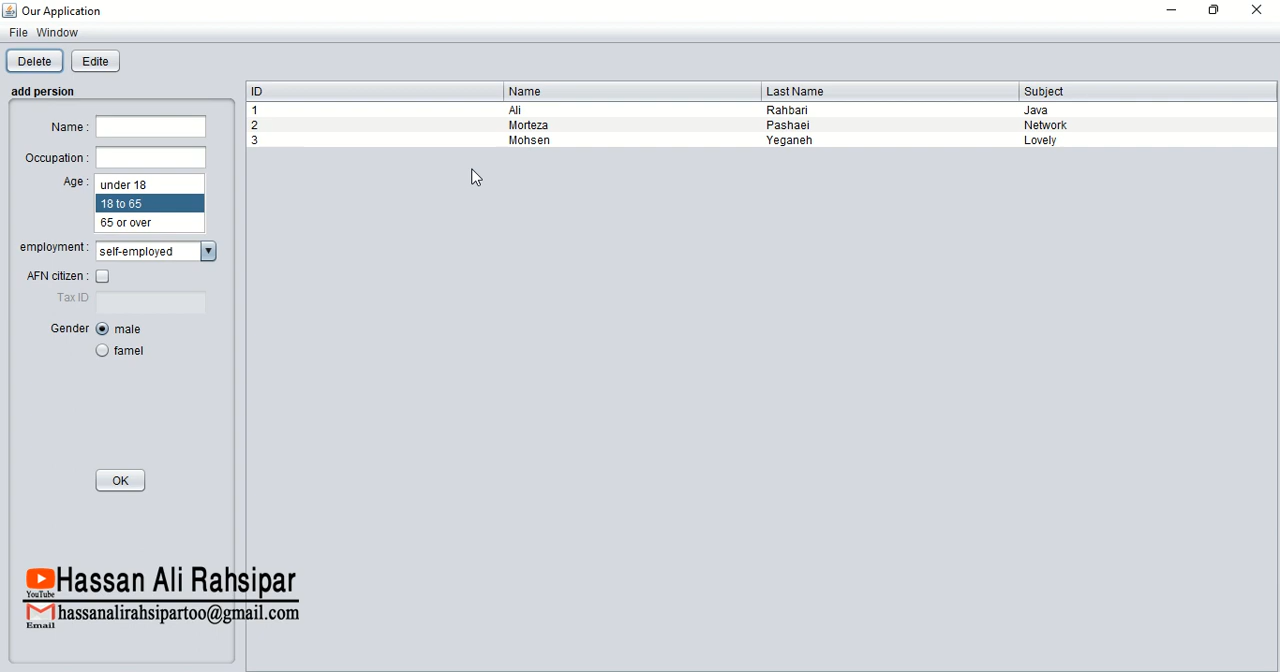 Our Application
File Window
Delete Edite
add persion
Name :
Occupation :
Age : under 18
18 to 65
65 or over
employment : self-employed
AFN citizen :
Tax ID
Gender male
famel
OK
ID Name Last Name Subject
1 Ali Rahbari Java
2 Morteza Pashaei Network
3 Mohsen Yeganeh Lovely
YouTube Hassan Ali Rahsipar
Email hassanalirahsipartoo@gmail.com